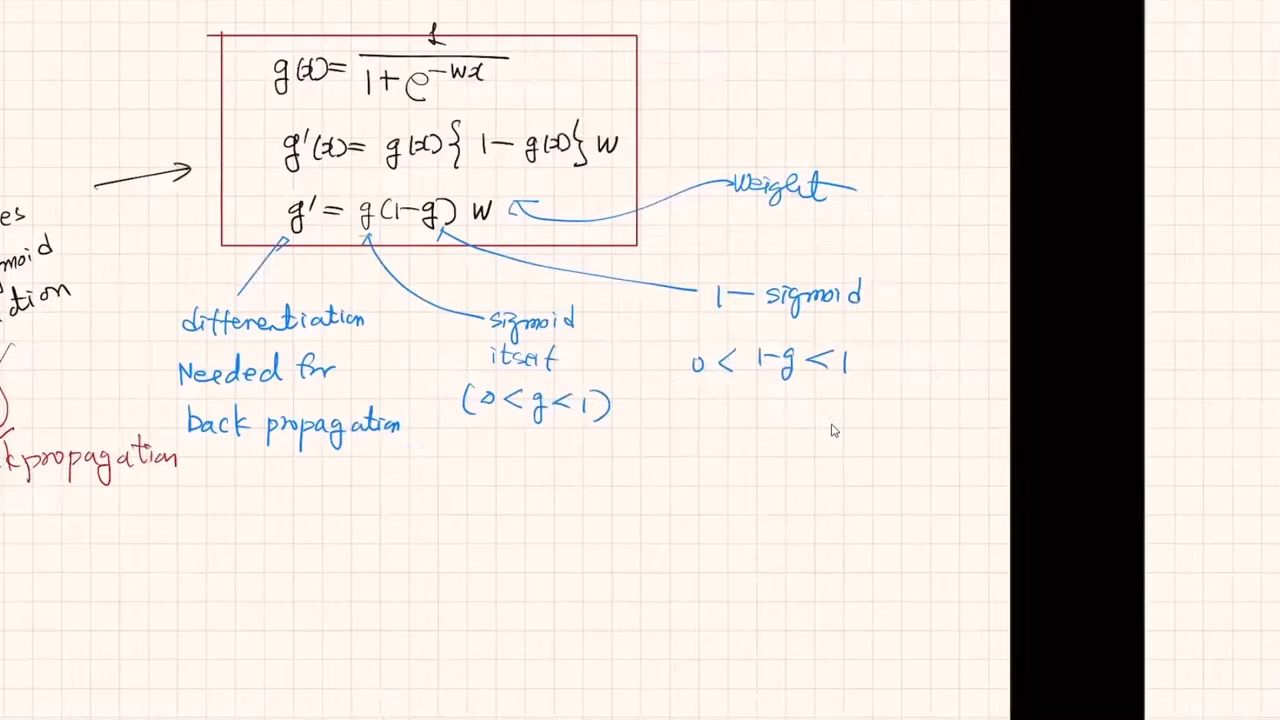 g(x) = 1 / 1 + e^-wx
g'(x) = g(x) { 1 - g(x) } w
g' = g (1-g) w
weight
es
moid
tion
kpropagation
differentiation
Needed for
back propagation
sigmoid
itself
(0 < g < 1)
1 - sigmoid
0 < 1-g < 1